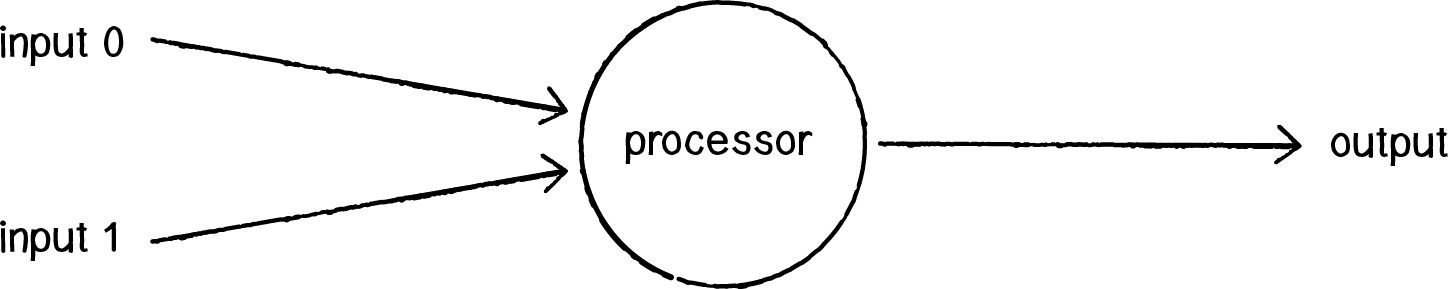 input 0
processor
output
input 1